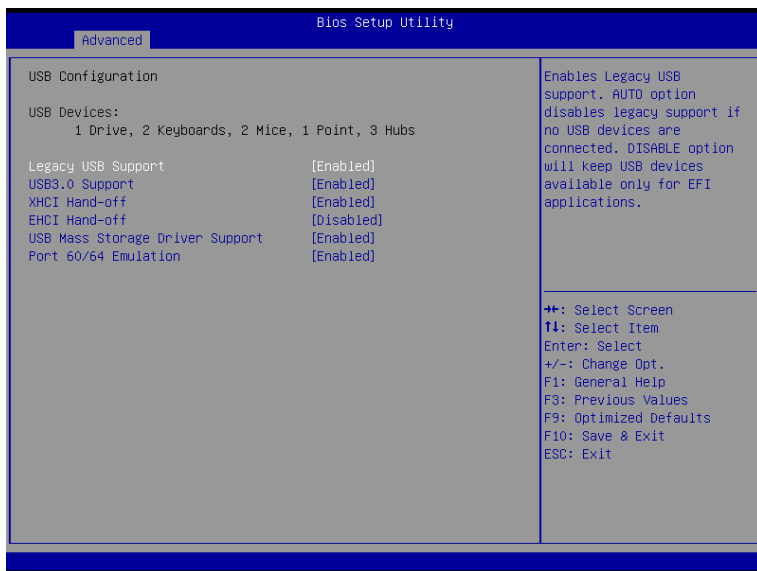 Bios Setup Utility
Advanced
USB Configuration
USB Devices:
1 Drive, 2 Keyboards, 2 Mice, 1 Point, 3 Hubs
Legacy USB Support [Enabled]
USB3.0 Support [Enabled]
XHCI Hand-off [Enabled]
EHCI Hand-off [Disabled]
USB Mass Storage Driver Support [Enabled]
Port 60/64 Emulation [Enabled]
Enables Legacy USB
support. AUTO option
disables legacy support if
no USB devices are
connected. DISABLE option
will keep USB devices
available only for EFI
applications.
→←: Select Screen
↑↓: Select Item
Enter: Select
+/-: Change Opt.
F1: General Help
F3: Previous Values
F9: Optimized Defaults
F10: Save & Exit
ESC: Exit